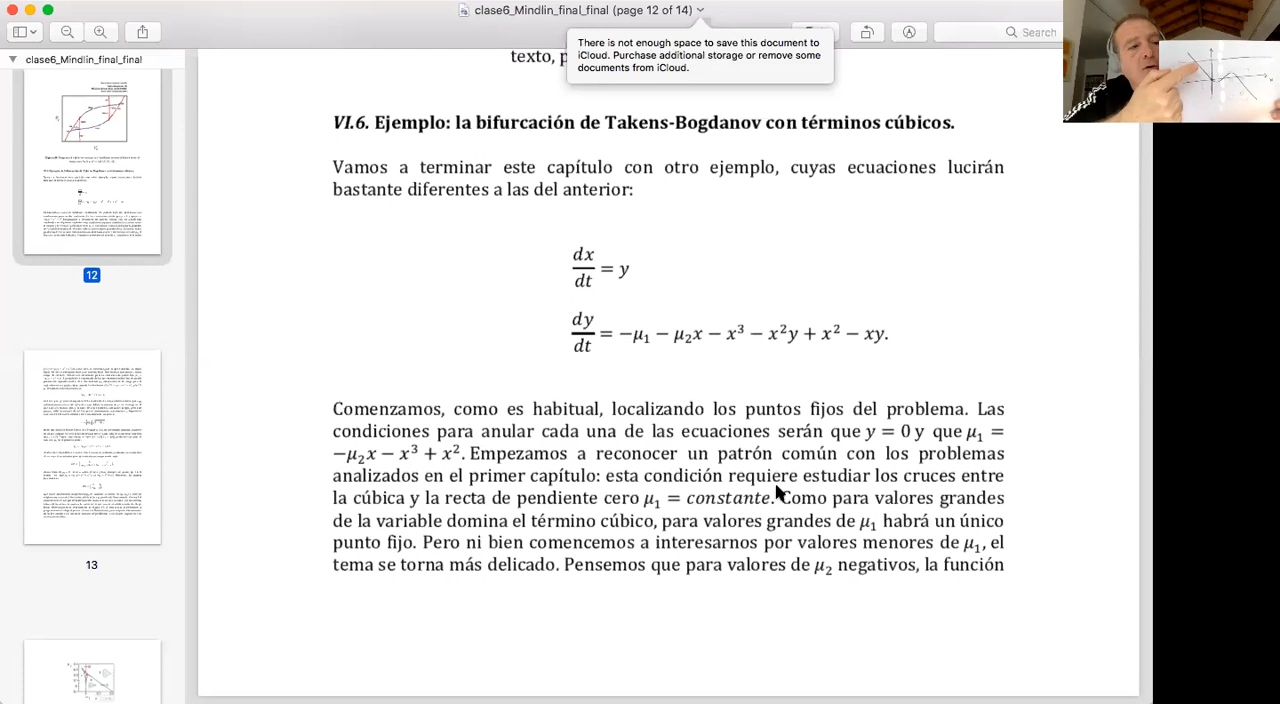 clase6_Mindlin_final_final (page 12 of 14)
Search
There is not enough space to save this document to
iCloud. Purchase additional storage or remove some
documents from iCloud.
clase6_Mindlin_final_final
12
13
texto, p
VI.6. Ejemplo: la bifurcación de Takens-Bogdanov con términos cúbicos.
Vamos a terminar este capítulo con otro ejemplo, cuyas ecuaciones lucirán
bastante diferentes a las del anterior:
dx/dt = y
dy/dt = −μ₁ − μ₂x − x³ − x²y + x² − xy.
Comenzamos, como es habitual, localizando los puntos fijos del problema. Las
condiciones para anular cada una de las ecuaciones serán que y = 0 y que μ₁ =
−μ₂x − x³ + x². Empezamos a reconocer un patrón común con los problemas
analizados en el primer capítulo: esta condición requiere estudiar los cruces entre
la cúbica y la recta de pendiente cero μ₁ = constante. Como para valores grandes
de la variable domina el término cúbico, para valores grandes de μ₁ habrá un único
punto fijo. Pero ni bien comencemos a interesarnos por valores menores de μ₁, el
tema se torna más delicado. Pensemos que para valores de μ₂ negativos, la función